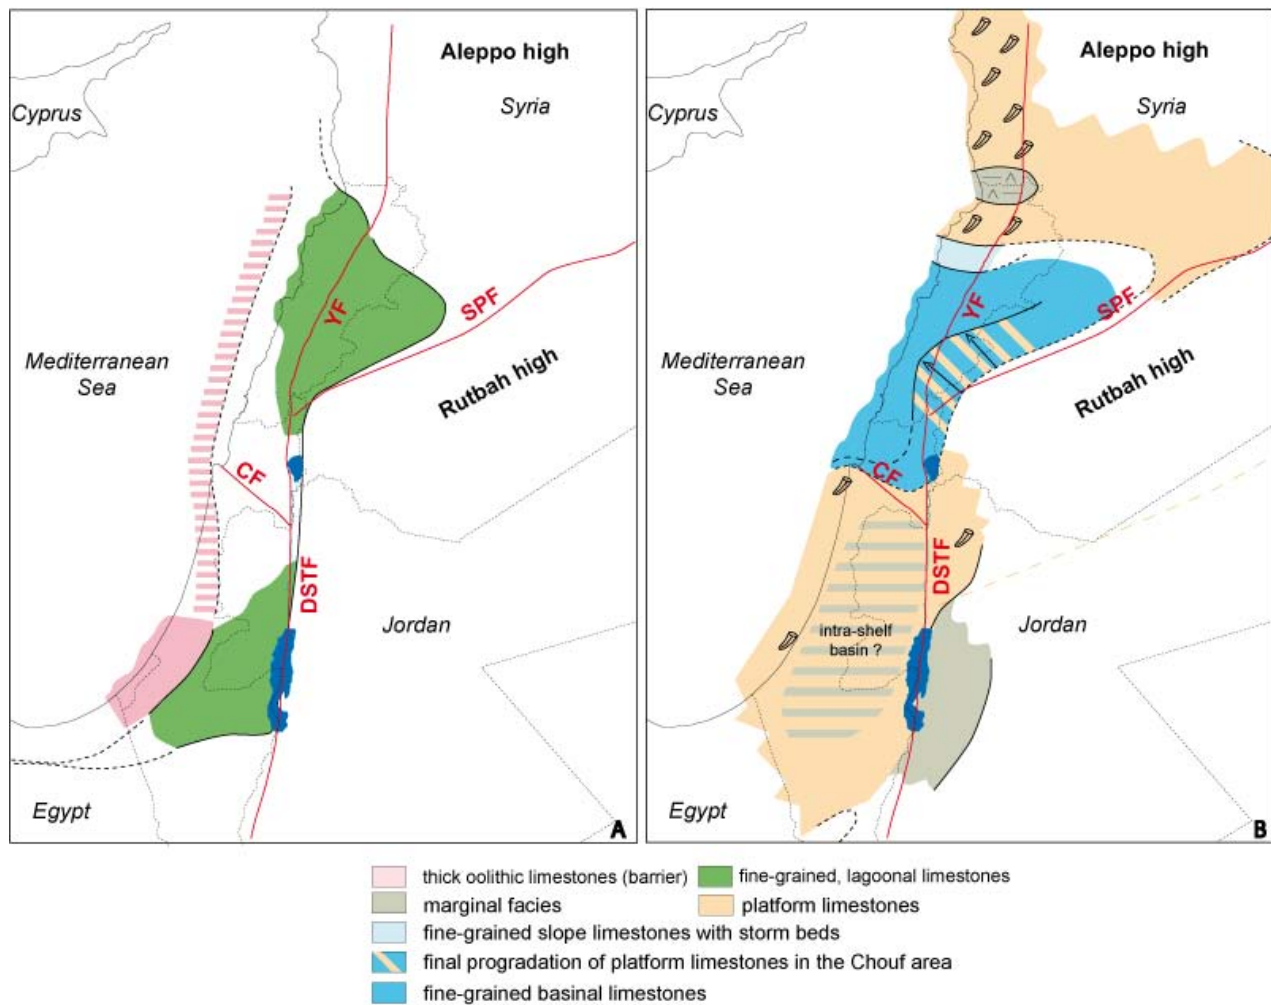 Aleppo high
Cyprus
Syria
YF
SPF
Mediterranean
Sea
Rutbah high
CF
DSTF
Jordan
Egypt
A
Aleppo high
Cyprus
Syria
YF
SPF
Mediterranean
Sea
Rutbah high
CF
DSTF
intra-shelf
basin ?
Jordan
Egypt
B
thick oolithic limestones (barrier)
fine-grained, lagoonal limestones
marginal facies
platform limestones
fine-grained slope limestones with storm beds
final progradation of platform limestones in the Chouf area
fine-grained basinal limestones